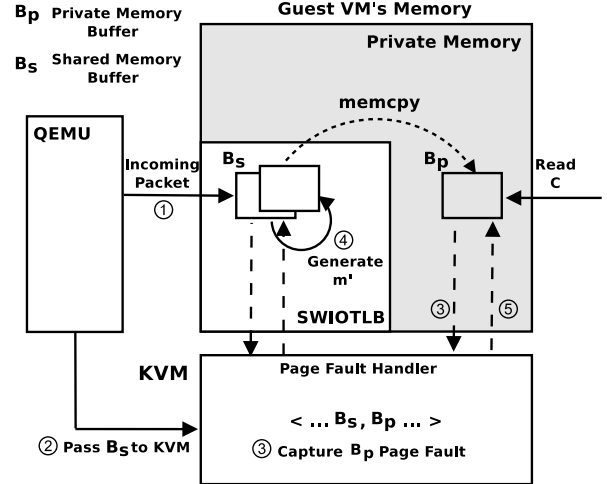 Guest VM's Memory
Bp Private Memory
Buffer
Bs Shared Memory
Buffer
Private Memory
memcpy
QEMU
Incoming
Packet
①
Bs
Bp
Read
C
④
Generate
m'
③
⑤
SWIOTLB
KVM
Page Fault Handler
< ... Bs, Bp ... >
② Pass Bs to KVM
③ Capture Bp Page Fault